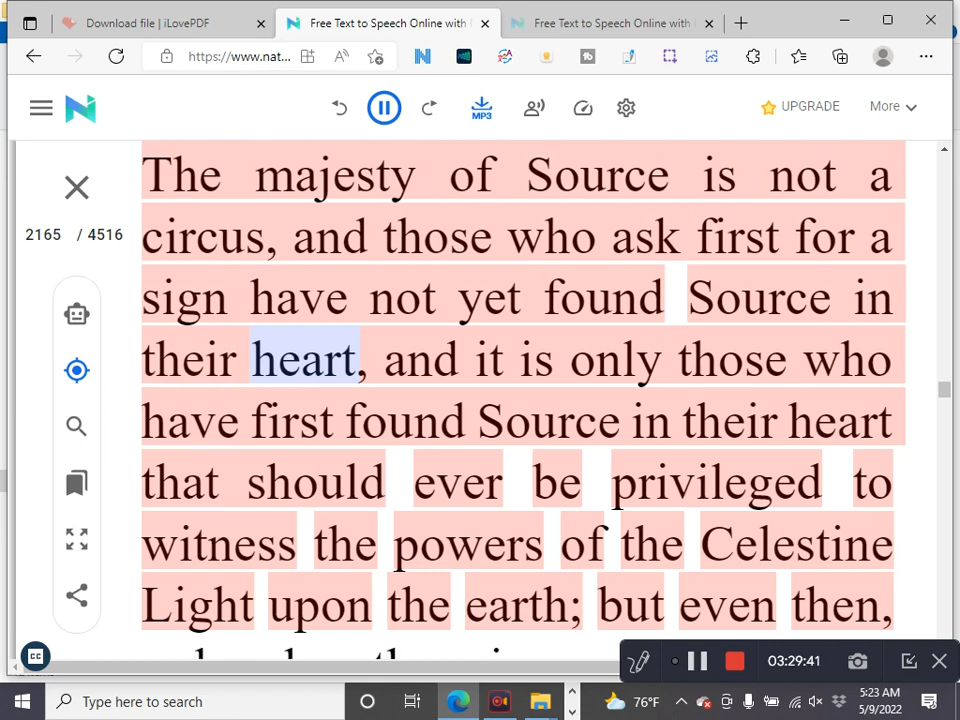 Download file | iLovePDF
Free Text to Speech Online with
Free Text to Speech Online with
https://www.nat...
UPGRADE
More
MP3
2165 / 4516
The majesty of Source is not a
circus, and those who ask first for a
sign have not yet found Source in
their heart, and it is only those who
have first found Source in their heart
that should ever be privileged to
witness the powers of the Celestine
Light upon the earth; but even then,
CC
03:29:41
Type here to search
76°F
5:23 AM
5/9/2022